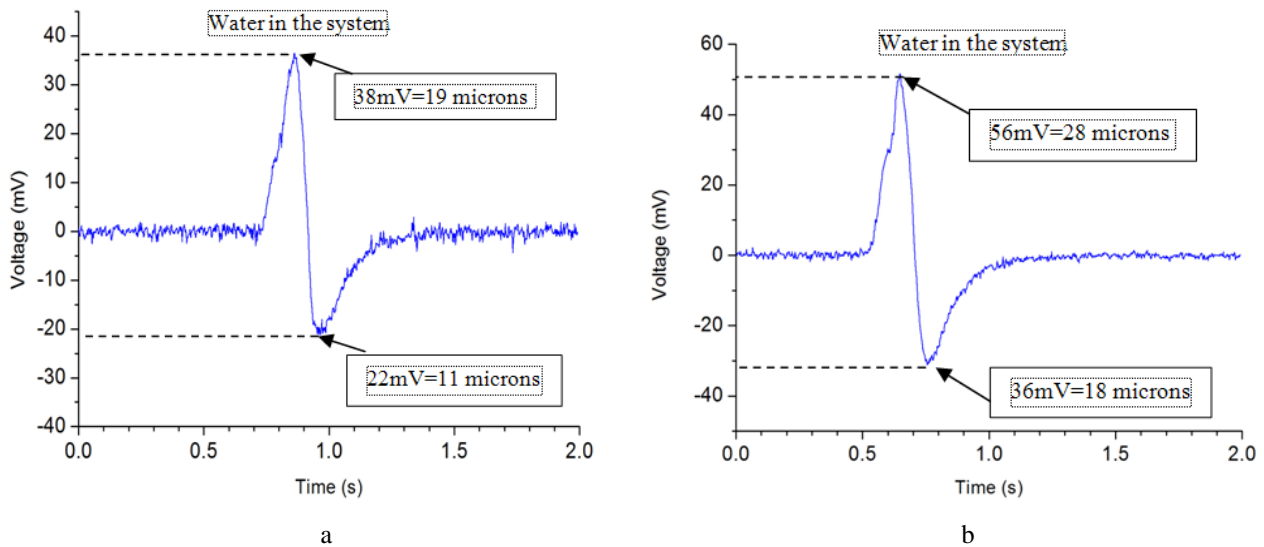 Water in the system
40
30
20
10
0
-10
-20
-30
-40
Voltage (mV)
38mV=19 microns
22mV=11 microns
0.0 0.5 1.0 1.5 2.0
Time (s)
a
Water in the system
60
40
20
0
-20
-40
Voltage (mV)
56mV=28 microns
36mV=18 microns
0.0 0.5 1.0 1.5 2.0
Time (s)
b